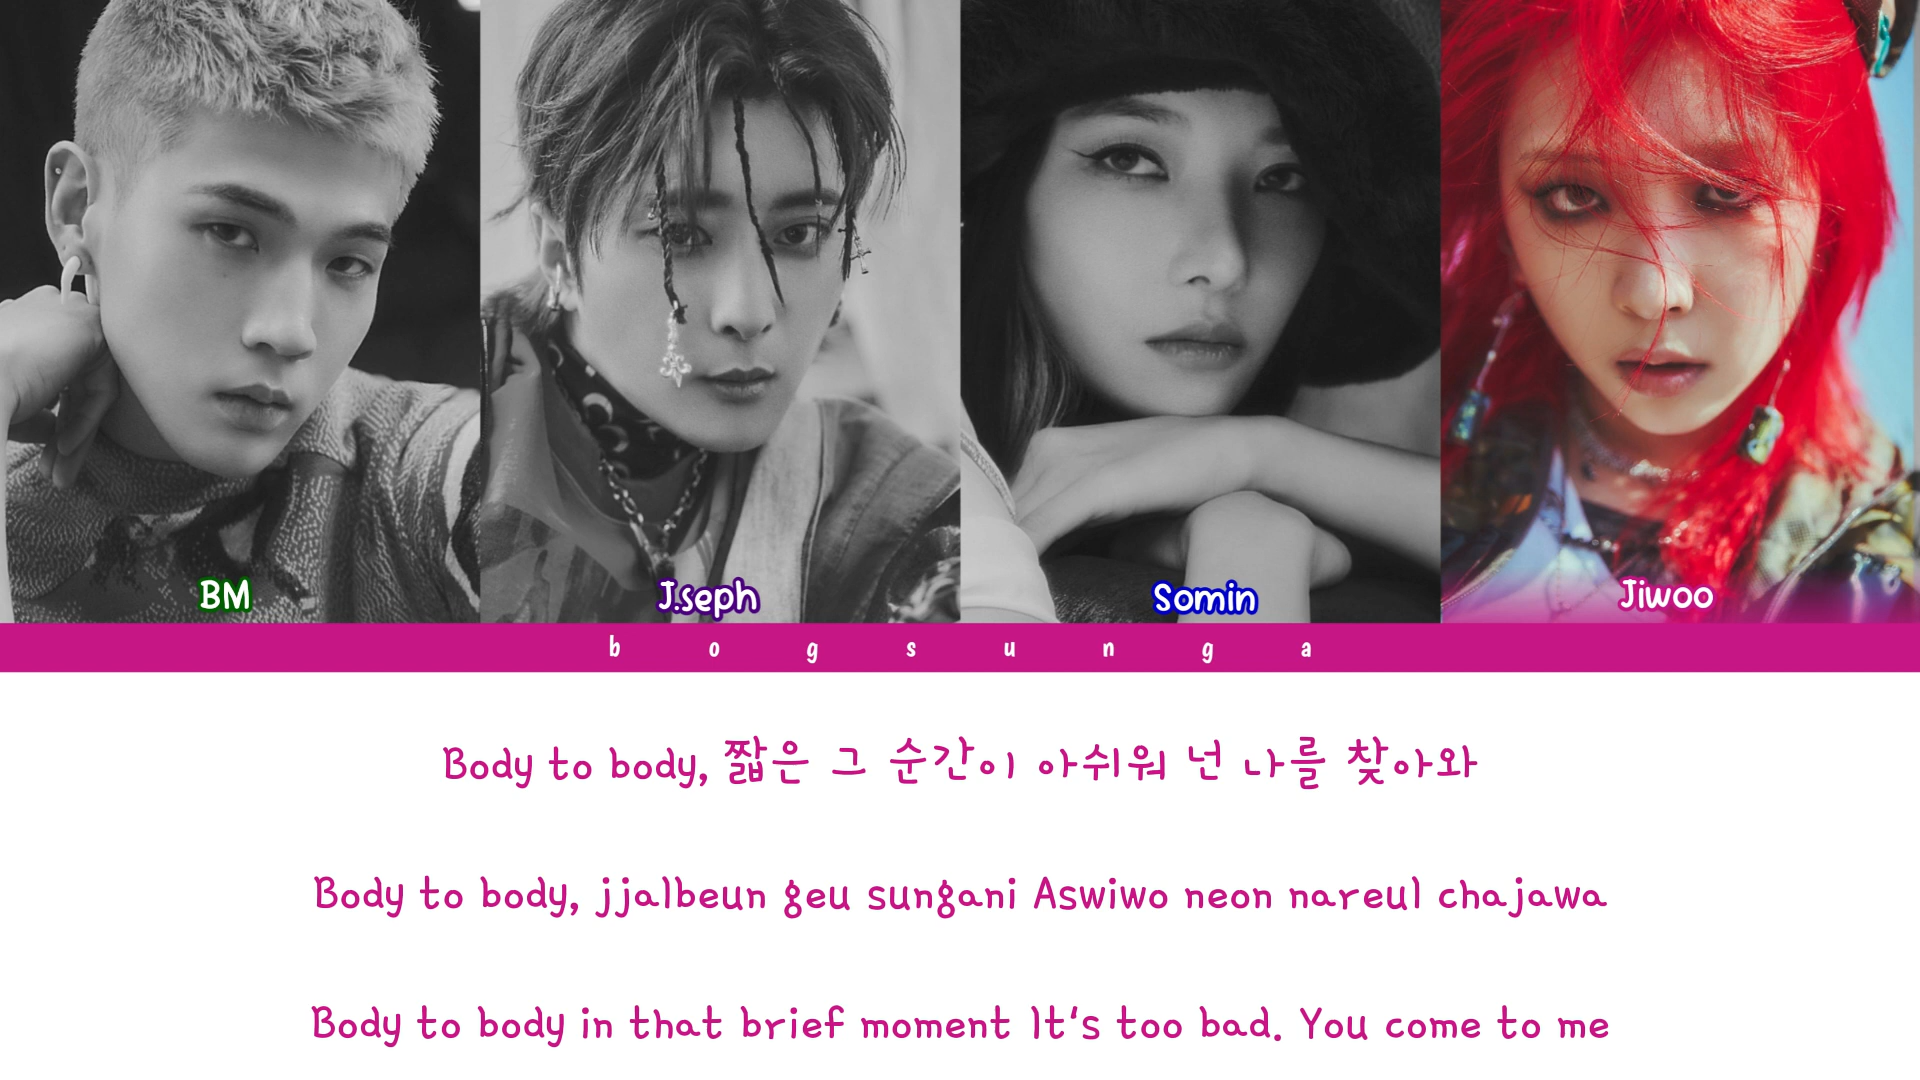 BM
J.seph
Somin
Jiwoo
bogsunga
Body to body, 짧은 그 순간이 아쉬워 넌 나를 찾아와
Body to body, jjalbeun geu sungani Aswiwo neon nareul chajawa
Body to body in that brief moment It's too bad. You come to me